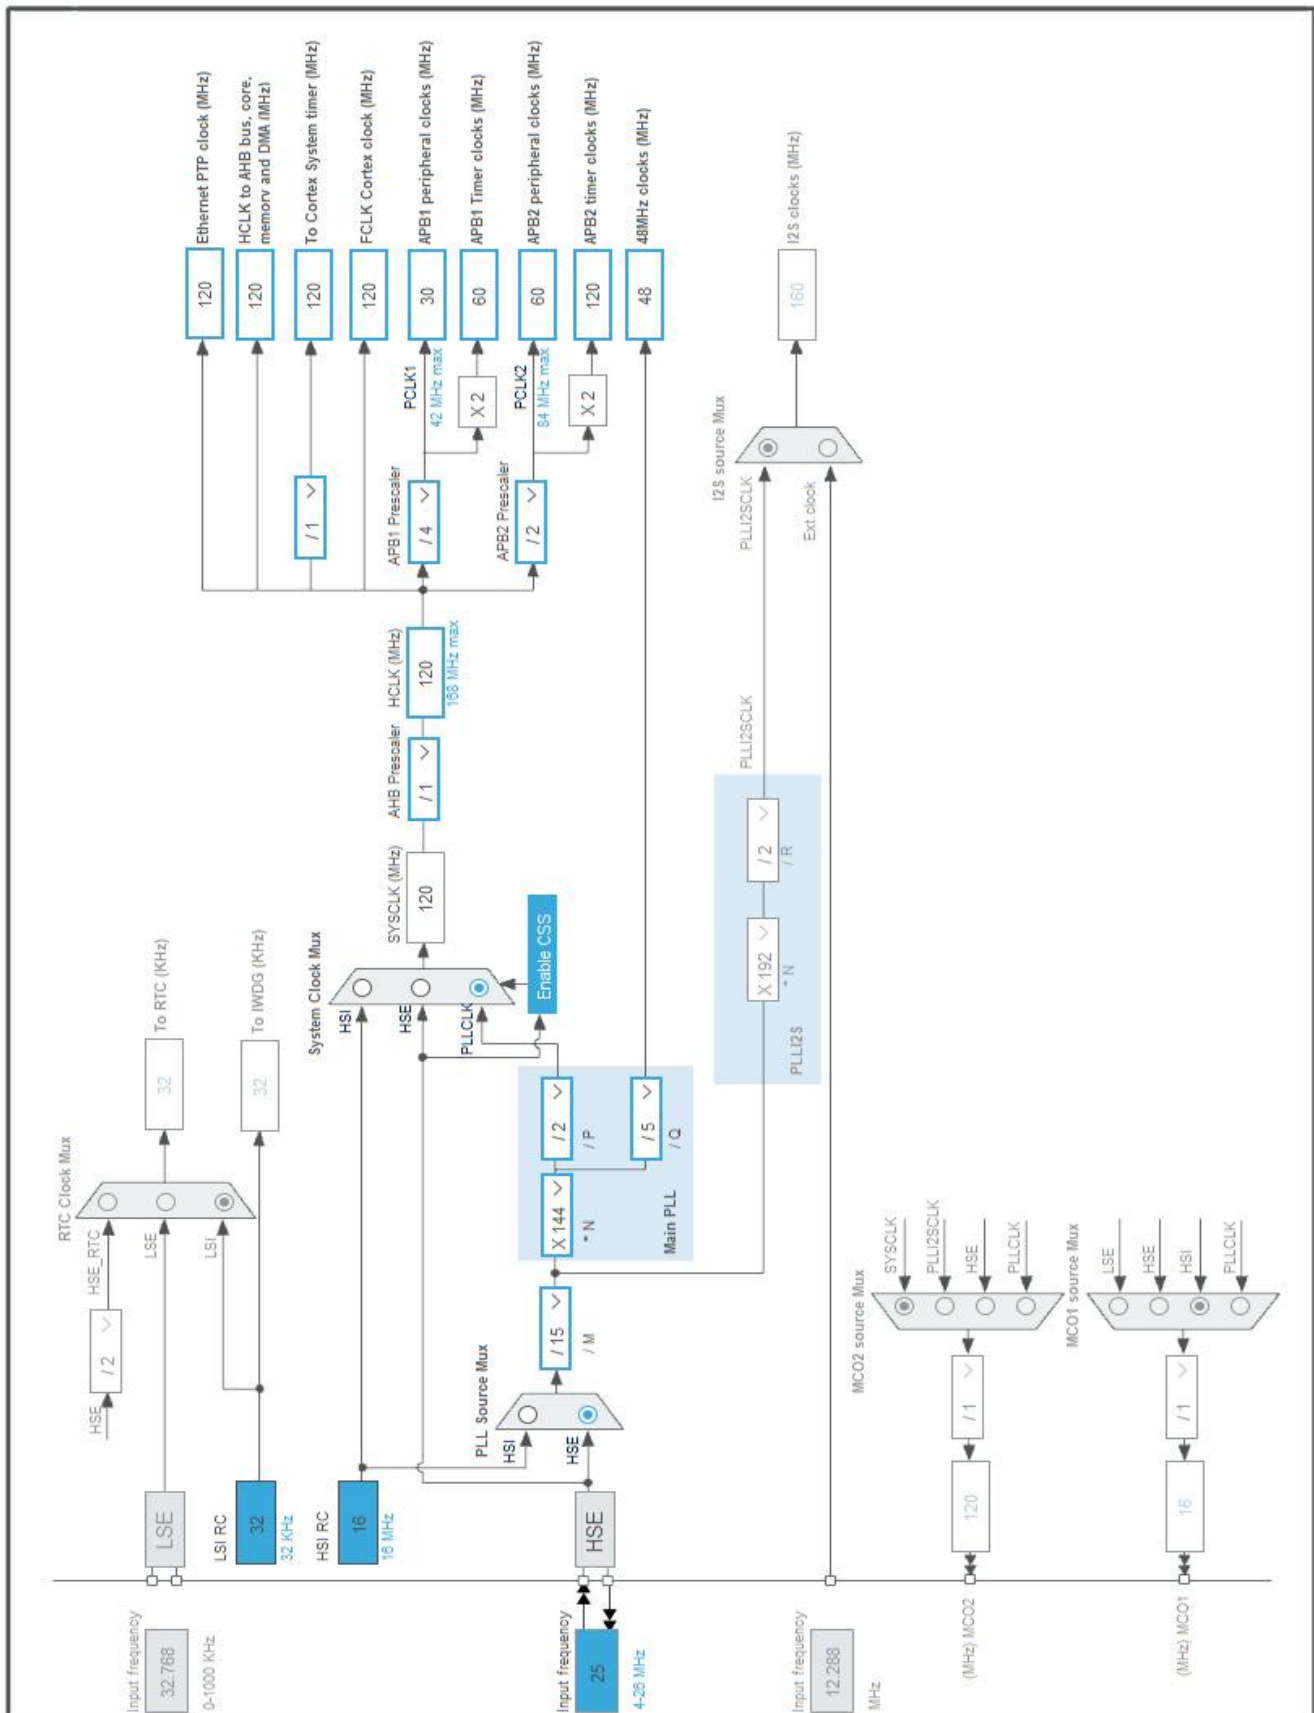 Input frequency
32.768
0-1000 KHz
LSE
HSE
/ 2
HSE_RTC
LSE
LSI
RTC Clock Mux
32
To RTC (KHz)
LSI RC
32
32 KHz
32
To IWDG (KHz)
HSI RC
16
16 MHz
System Clock Mux
HSI
HSE
PLLCLK
Enable CSS
SYSCLK (MHz)
120
AHB Prescaler
/ 1
HCLK (MHz)
120
168 MHz max
120
Ethernet PTP clock (MHz)
120
HCLK to AHB bus, core,
memory and DMA (MHz)
/ 1
120
To Cortex System timer (MHz)
120
FCLK Cortex clock (MHz)
APB1 Prescaler
/ 4
PCLK1
42 MHz max
30
APB1 peripheral clocks (MHz)
X 2
60
APB1 Timer clocks (MHz)
APB2 Prescaler
/ 2
PCLK2
84 MHz max
60
APB2 peripheral clocks (MHz)
X 2
120
APB2 timer clocks (MHz)
48
48MHz clocks (MHz)
Input frequency
25
4-26 MHz
HSE
PLL Source Mux
HSI
HSE
/ 15
/ M
X 144
* N
/ 2
/ P
/ 5
/ Q
Main PLL
X 192
* N
/ 2
/ R
PLLI2S
PLLI2SCLK
PLLI2SCLK
Ext.clock
I2S source Mux
160
I2S clocks (MHz)
Input frequency
12.288
MHz
MCO2 source Mux
SYSCLK
PLLI2SCLK
HSE
PLLCLK
/ 1
120
(MHz) MCO2
MCO1 source Mux
LSE
HSE
HSI
PLLCLK
/ 1
16
(MHz) MCO1